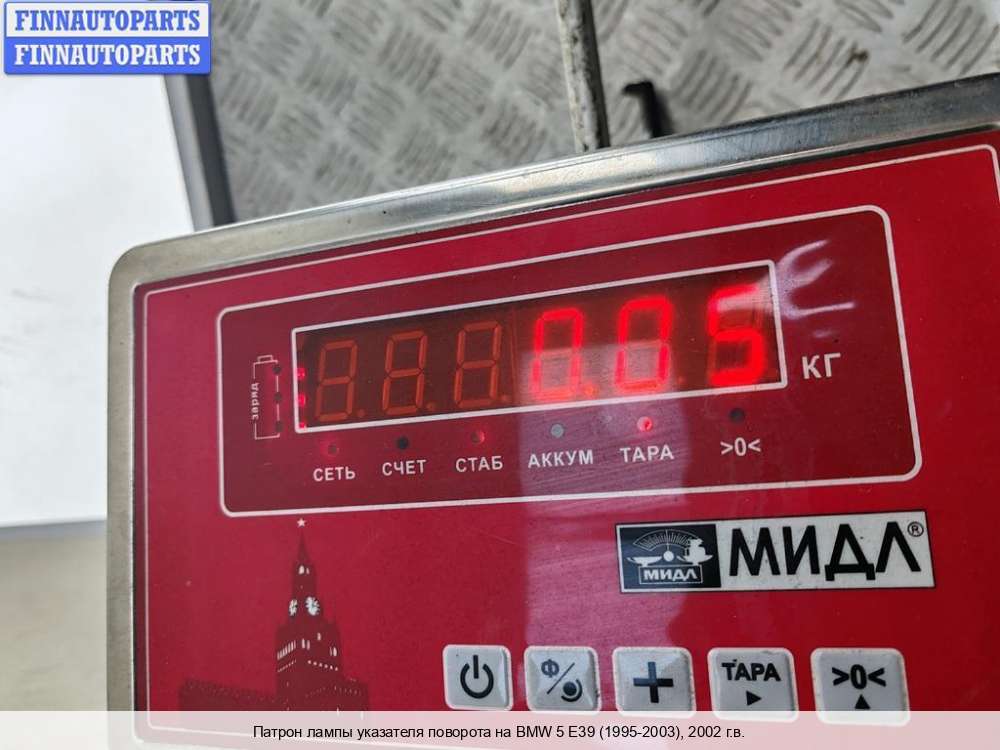 FINNAUTOPARTS
FINNAUTOPARTS
0.05 КГ
заряд
СЕТЬ СЧЕТ СТАБ АККУМ ТАРА >0<
МИДЛ МИДЛ®
Ф ТАРА >0<
Патрон лампы указателя поворота на BMW 5 E39 (1995-2003), 2002 г.в.